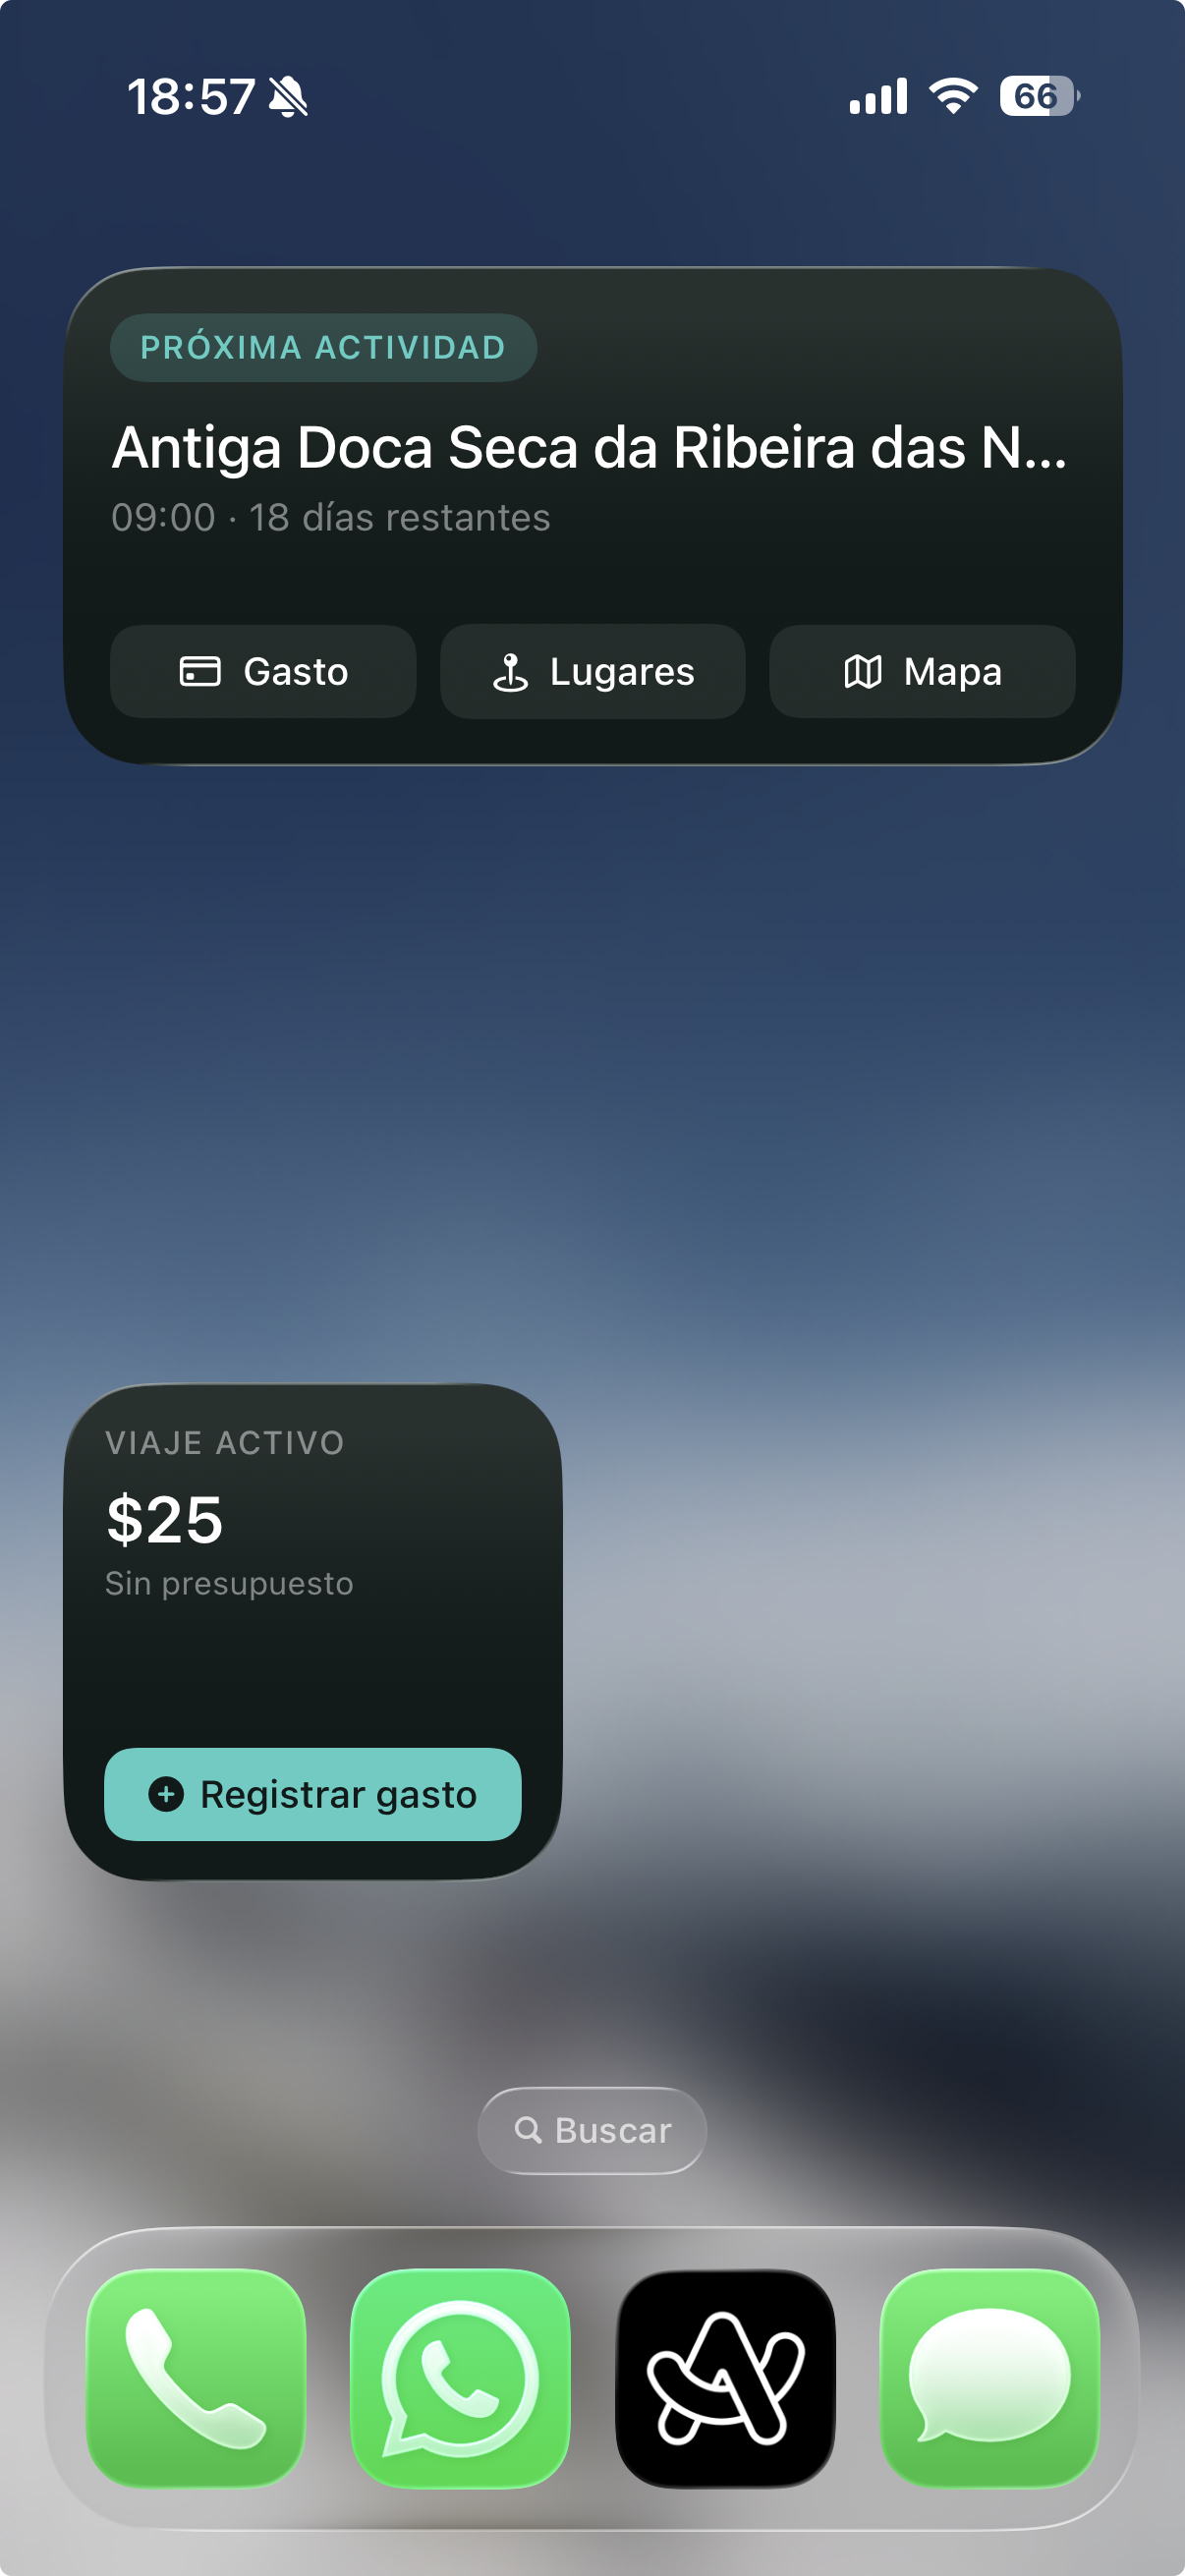 18:57
66
PRÓXIMA ACTIVIDAD
Antiga Doca Seca da Ribeira das N...
09:00 · 18 días restantes
Gasto
Lugares
Mapa
VIAJE ACTIVO
$25
Sin presupuesto
Registrar gasto
Buscar